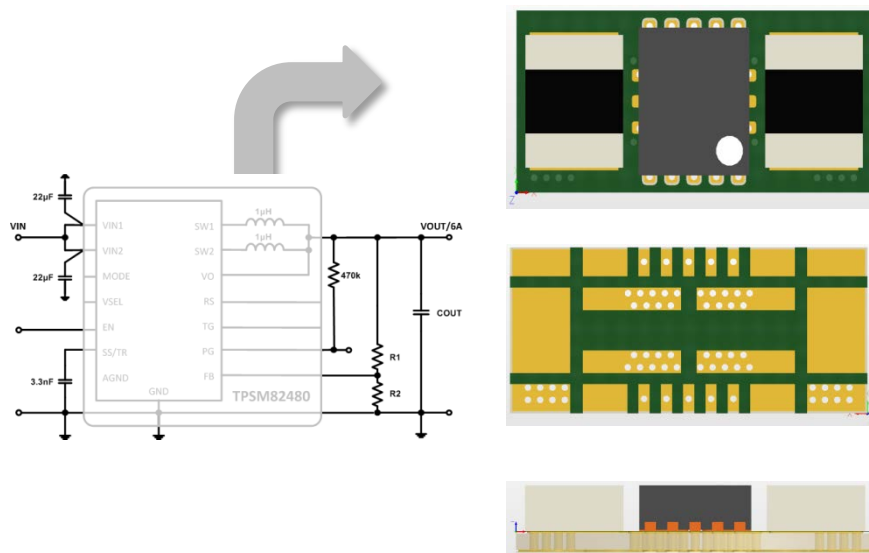 22µF
VIN
22µF
3.3nF
VIN1
VIN2
MODE
VSEL
EN
SS/TR
AGND
GND
SW1
SW2
VO
RS
TG
PG
FB
1µH
1µH
TPSM82480
VOUT/6A
470k
COUT
R1
R2
Z
X